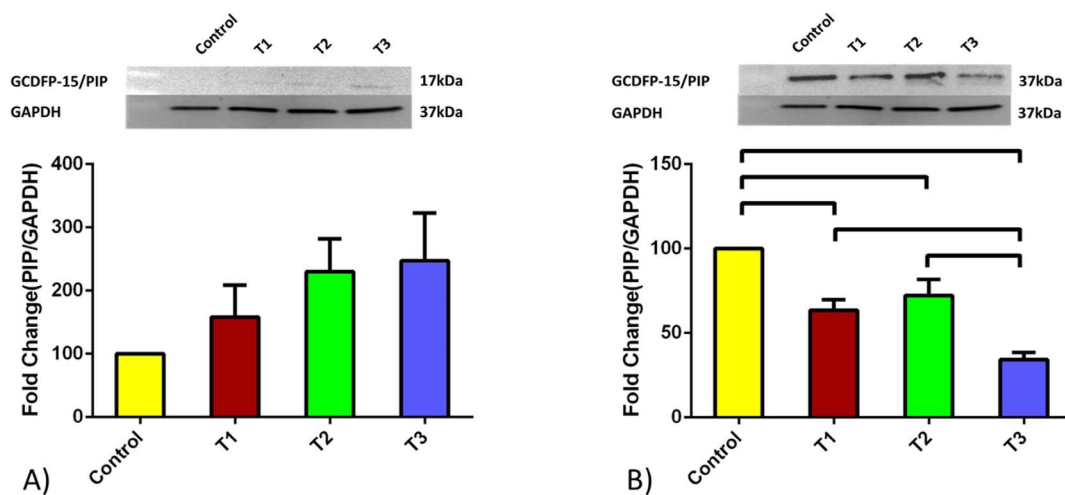 Control T1 T2 T3
GCDFP-15/PIP 17kDa
GAPDH 37kDa
Fold Change(PIP/GAPDH)
400
300
200
100
0
Control T1 T2 T3
A)
Control T1 T2 T3
GCDFP-15/PIP 37kDa
GAPDH 37kDa
Fold Change(PIP/GAPDH)
150
100
50
0
Control T1 T2 T3
B)